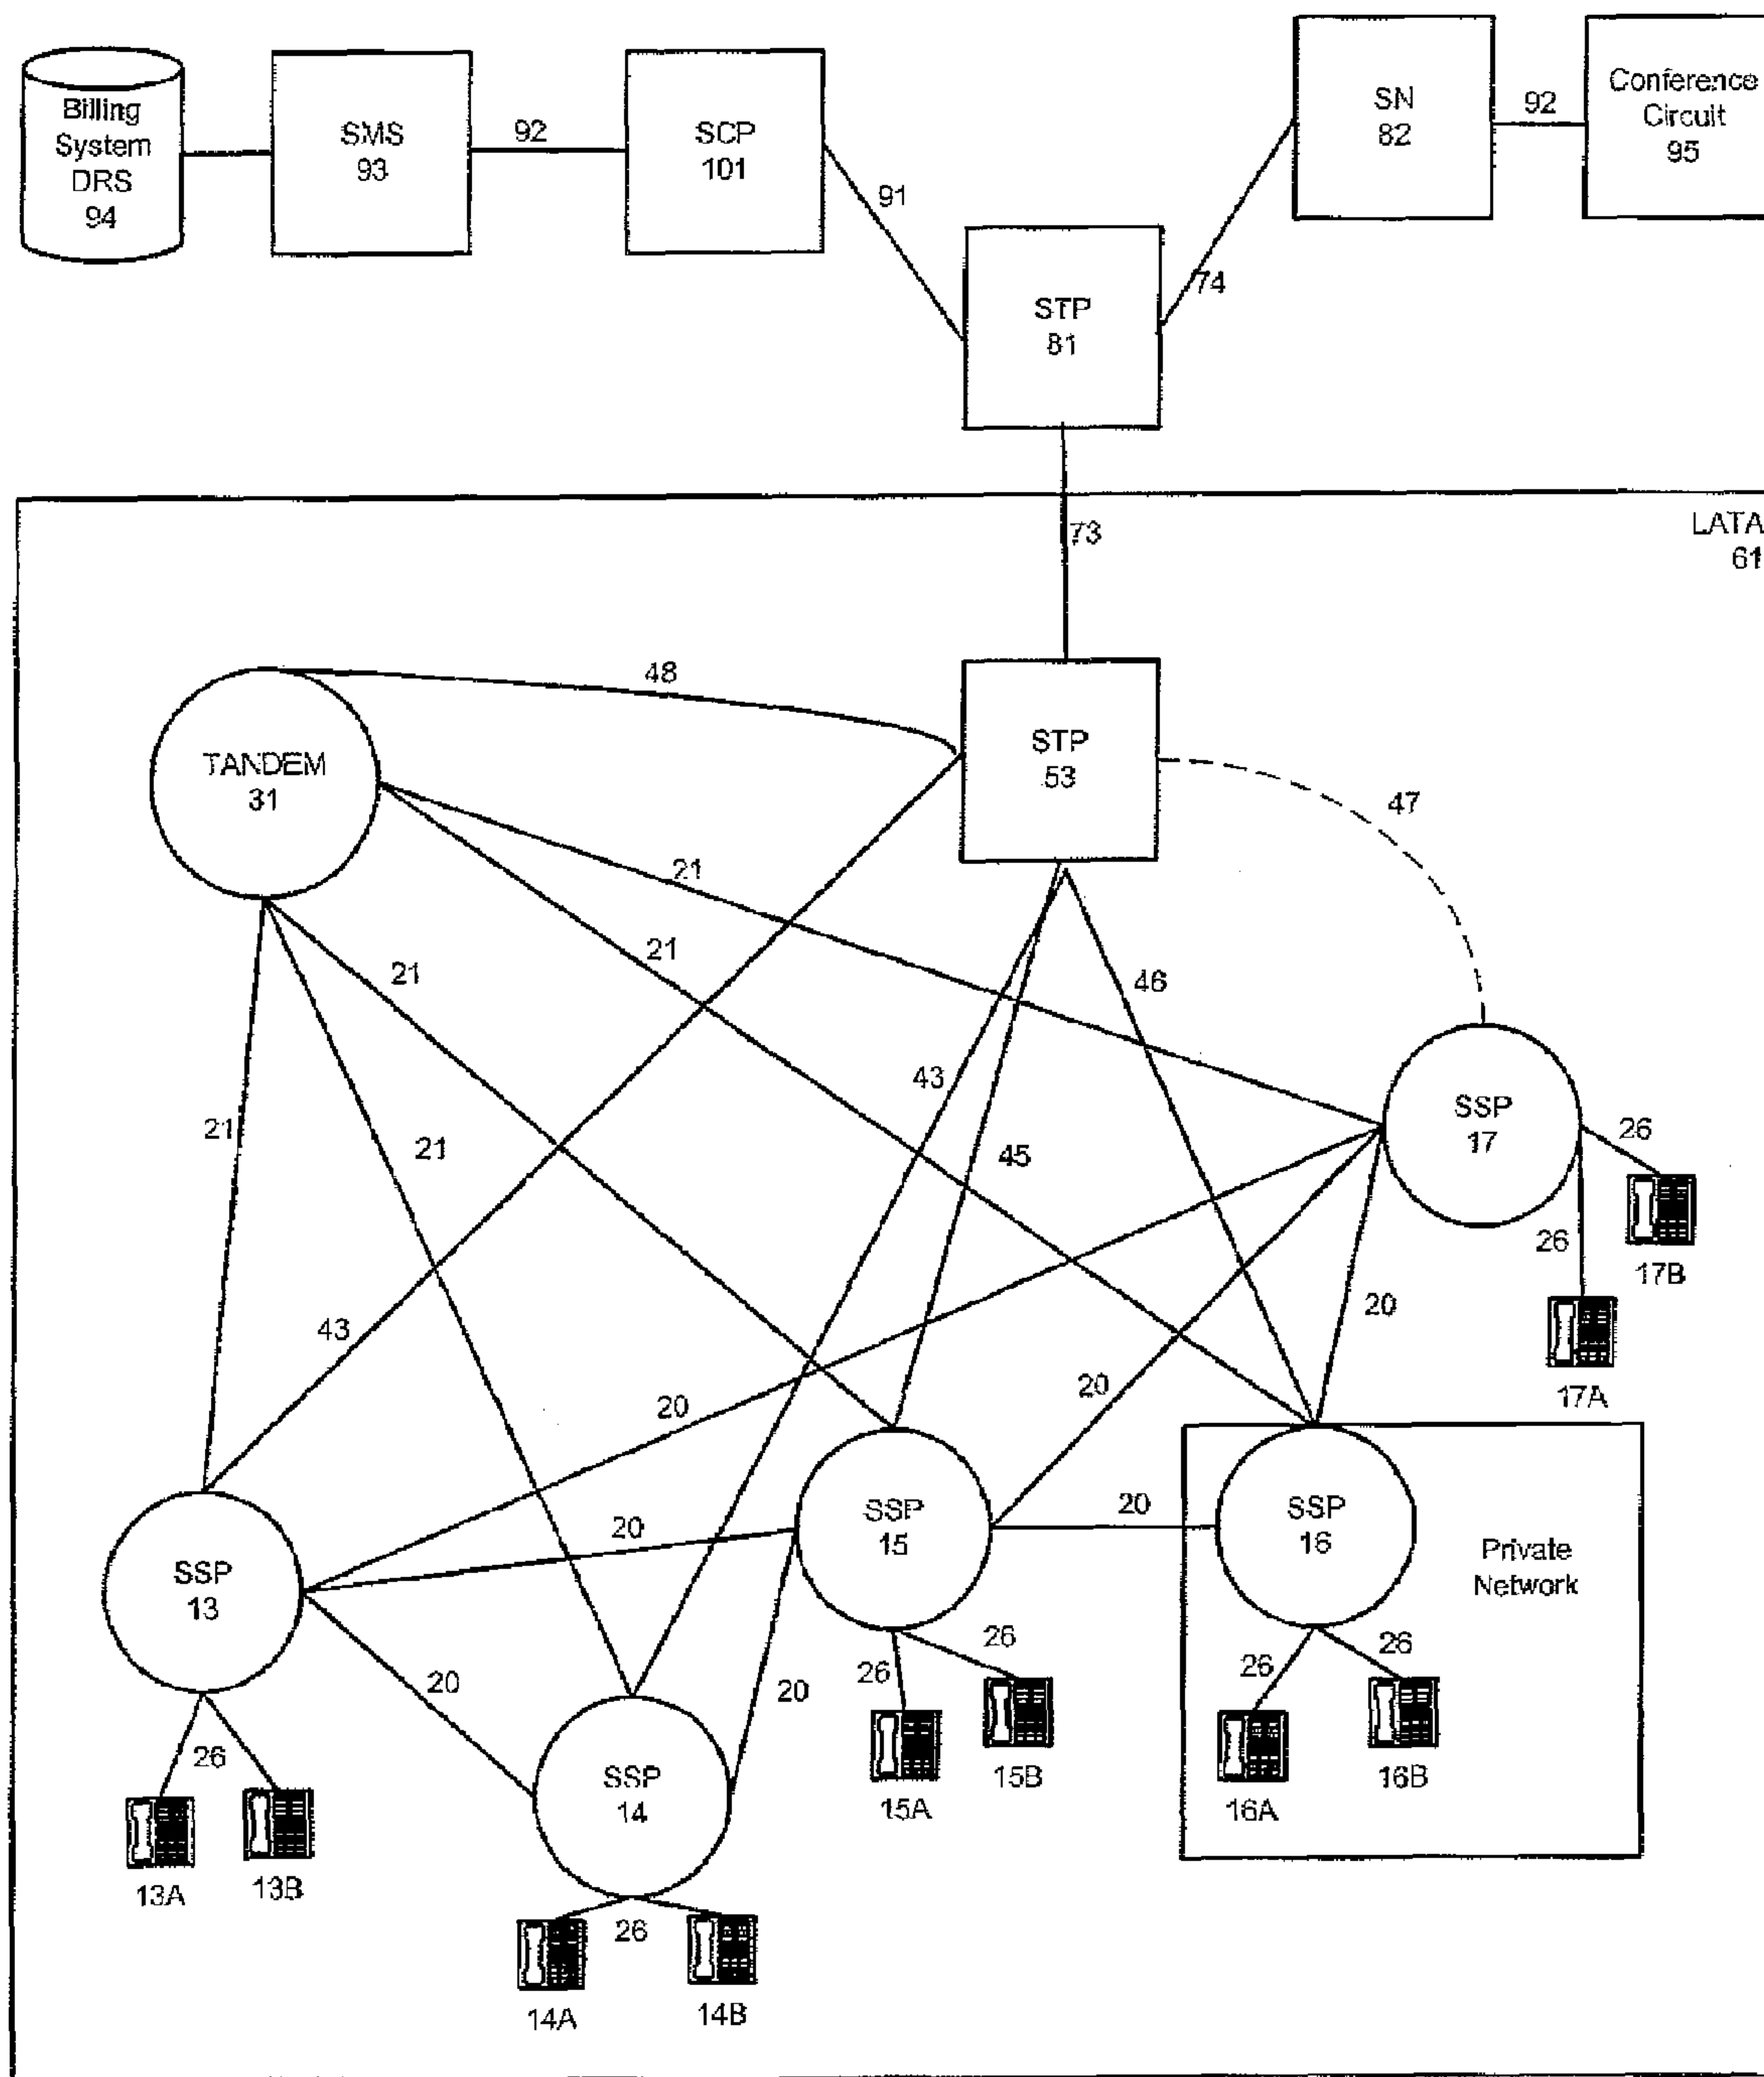 Billing
System
DRS
94
SMS
93
92
SCP
101
91
STP
81
74
SN
82
92
Conference
Circuit
95
73
LATA
61
TANDEM
31
48
STP
53
47
21
21
21
46
43
21
21
45
SSP
17
26
17B
26
17A
20
43
20
20
SSP
13
20
SSP
15
20
SSP
16
Private
Network
20
20
26
13A
13B
SSP
14
26
14A
14B
26
26
15A
15B
26
26
16A
16B